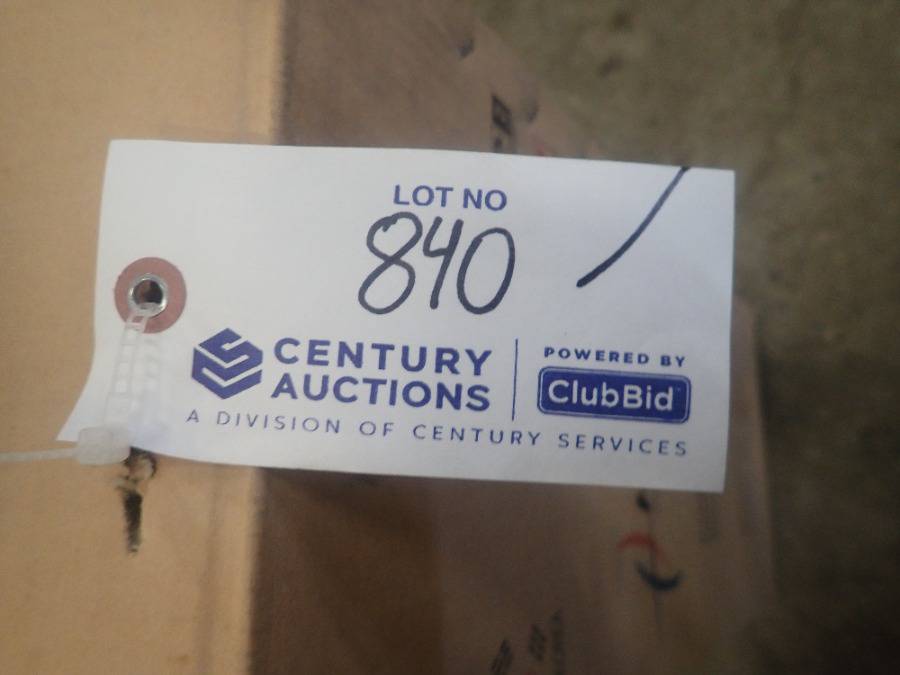 LOT NO
840
CENTURY
AUCTIONS
A DIVISION OF CENTURY SERVICES
POWERED BY
ClubBid